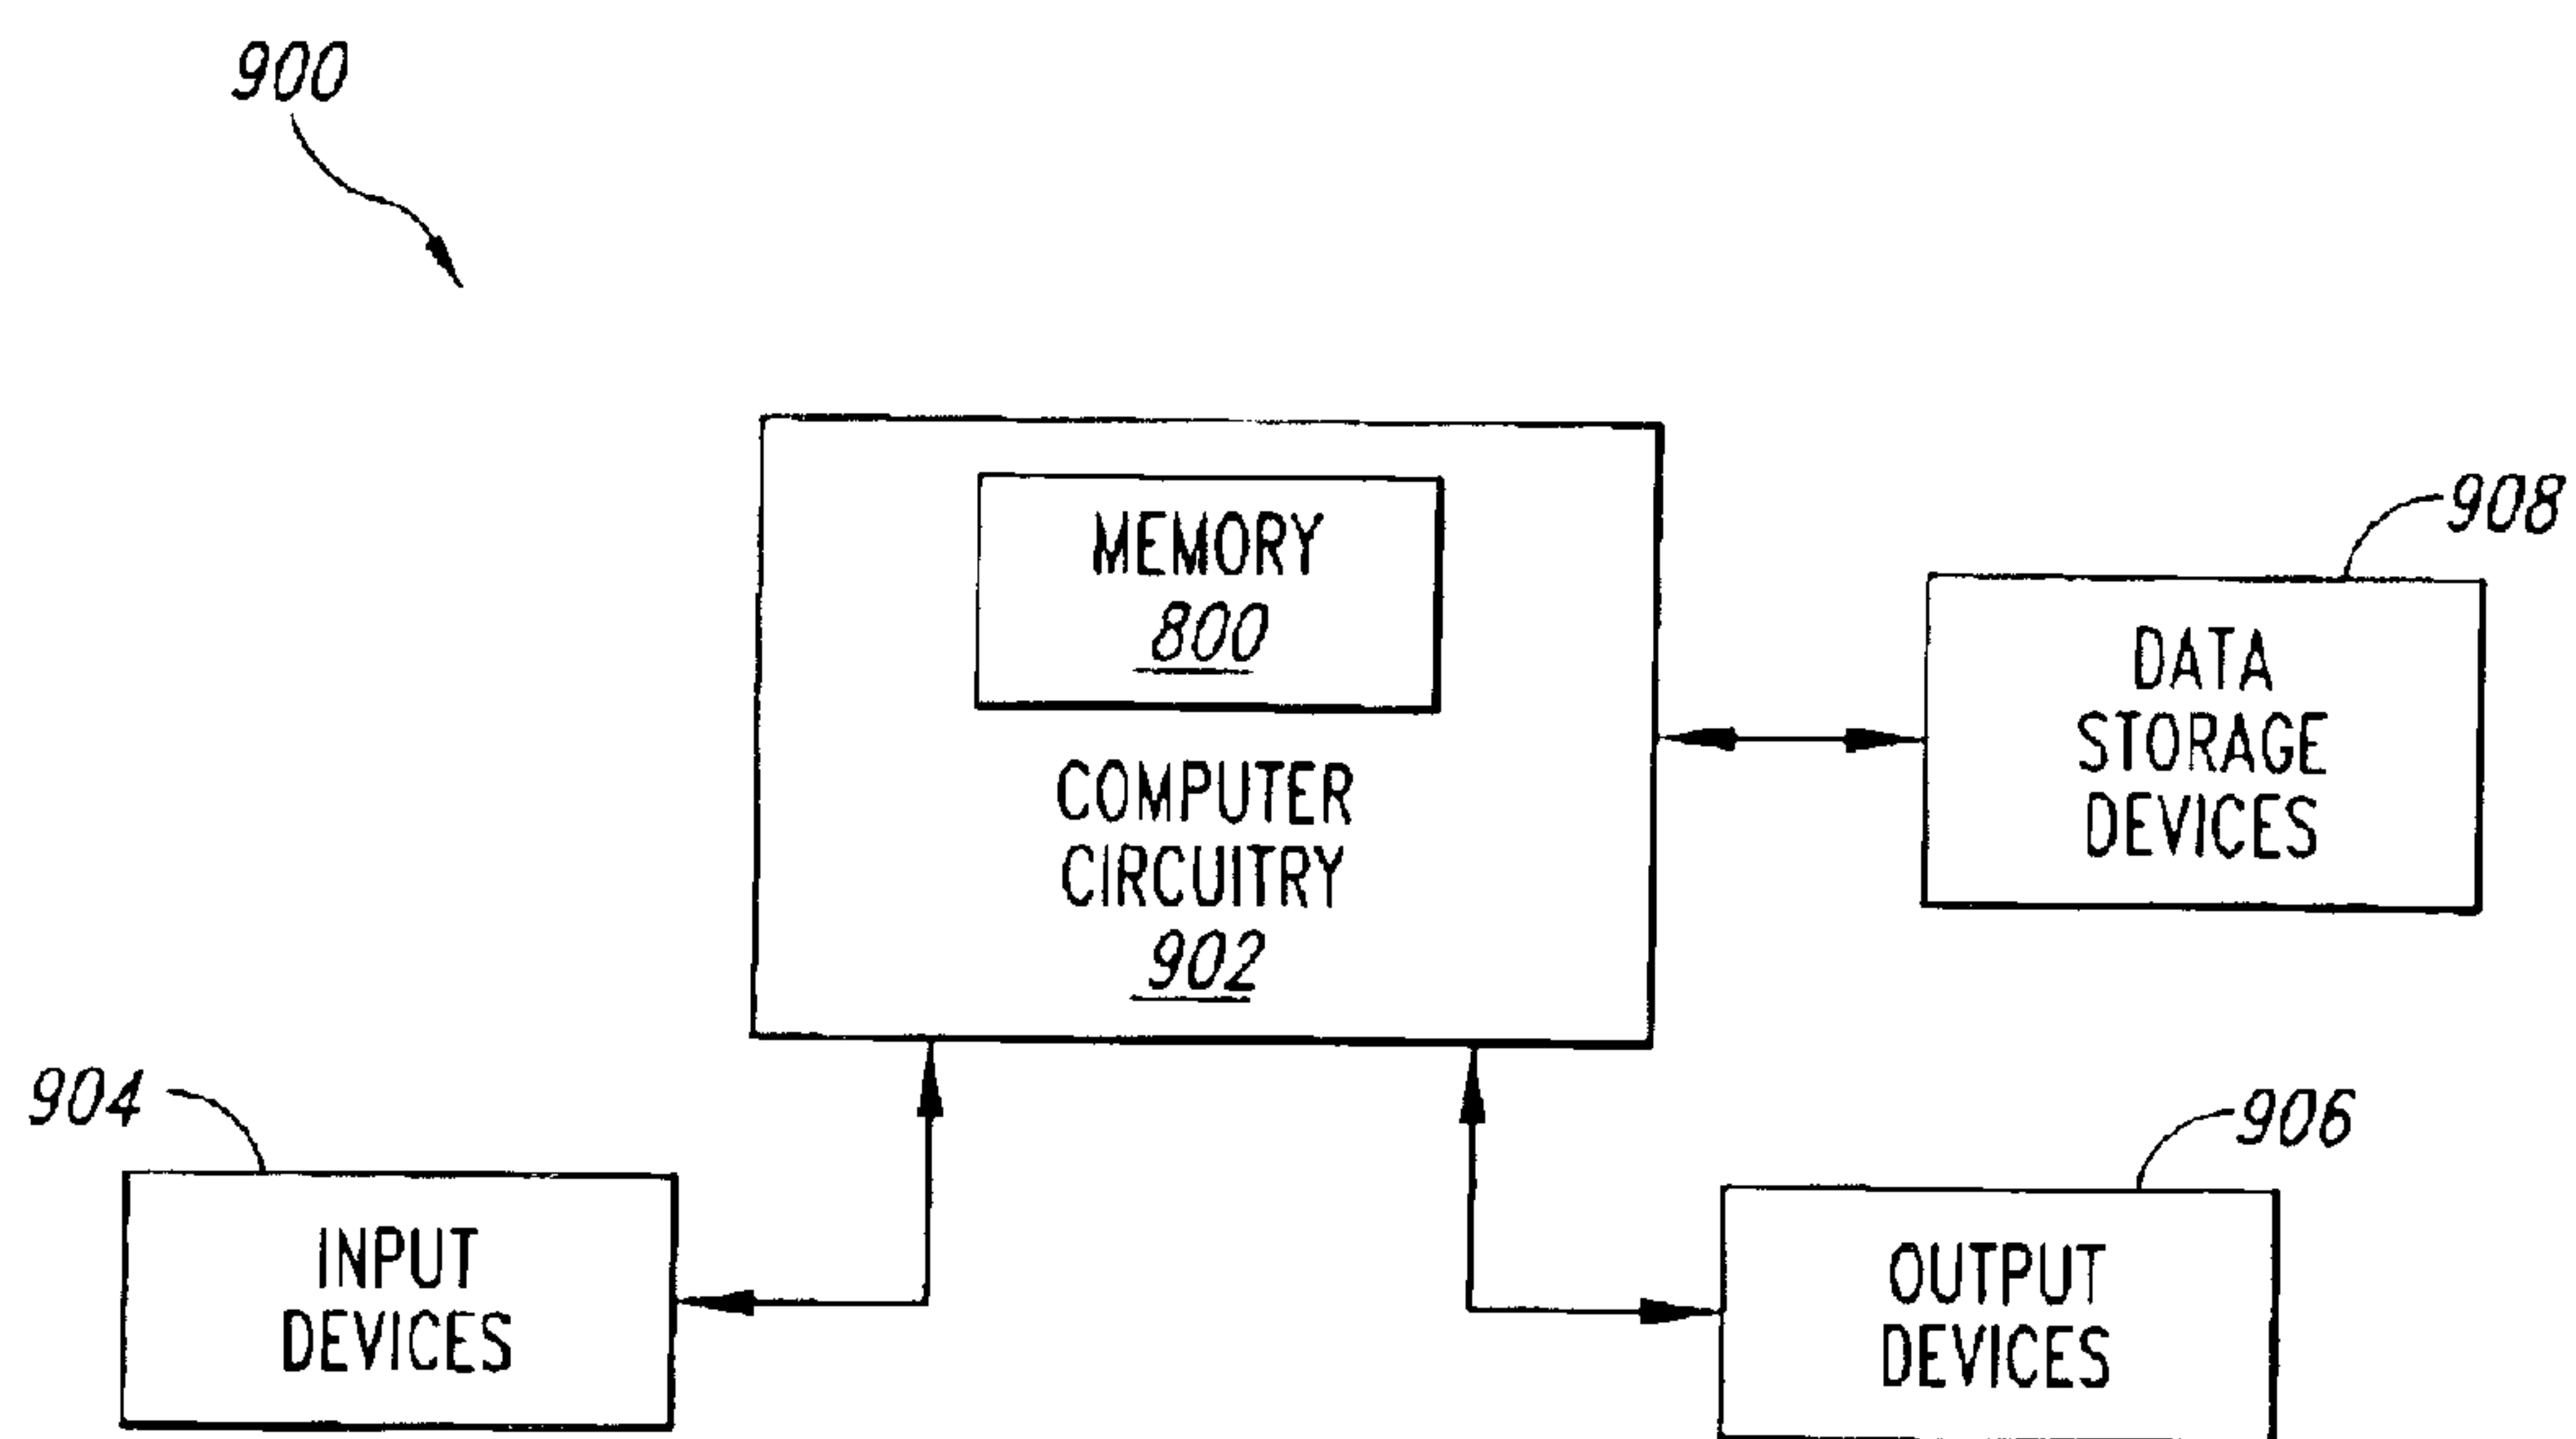 900
MEMORY
800
COMPUTER
CIRCUITRY
902
908
DATA
STORAGE
DEVICES
904
INPUT
DEVICES
906
OUTPUT
DEVICES